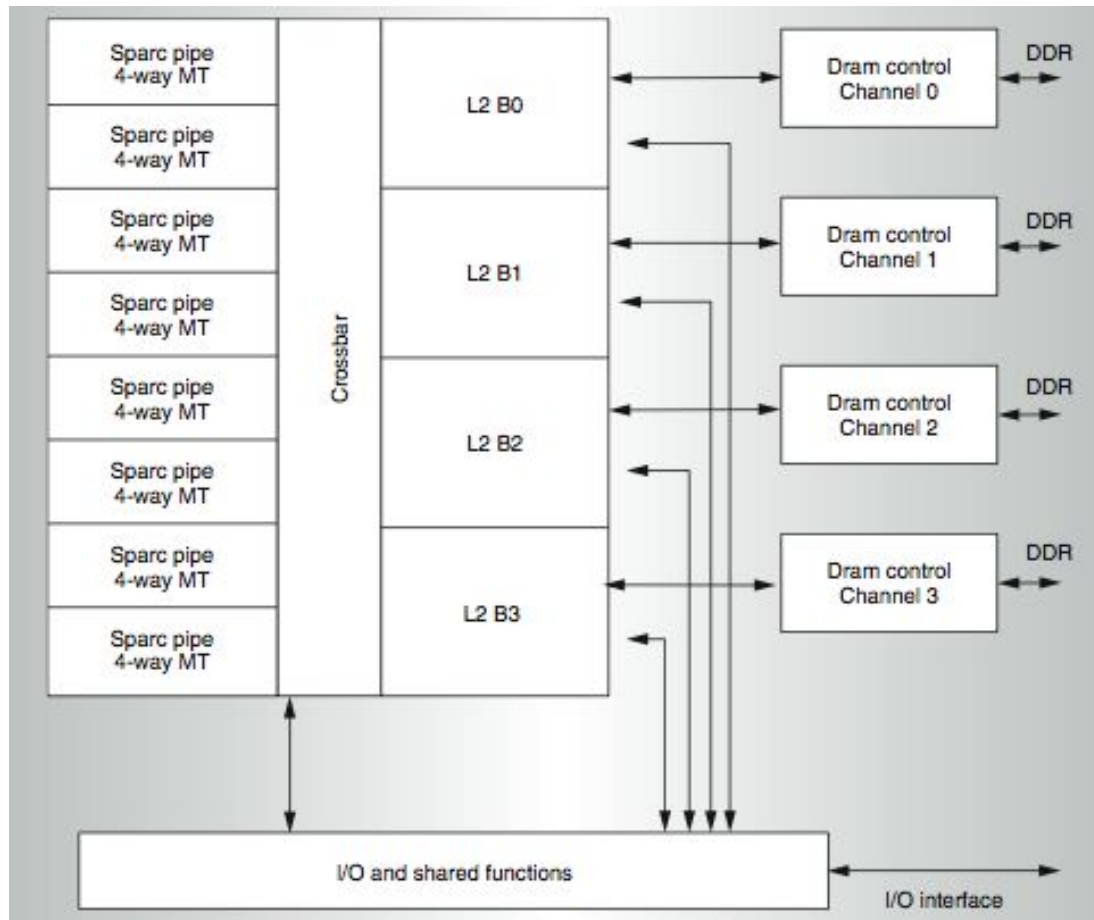 Sparc pipe
4-way MT
Sparc pipe
4-way MT
Sparc pipe
4-way MT
Sparc pipe
4-way MT
Sparc pipe
4-way MT
Sparc pipe
4-way MT
Sparc pipe
4-way MT
Sparc pipe
4-way MT
Crossbar
L2 B0
L2 B1
L2 B2
L2 B3
Dram control
Channel 0
DDR
Dram control
Channel 1
DDR
Dram control
Channel 2
DDR
Dram control
Channel 3
DDR
I/O and shared functions
I/O interface